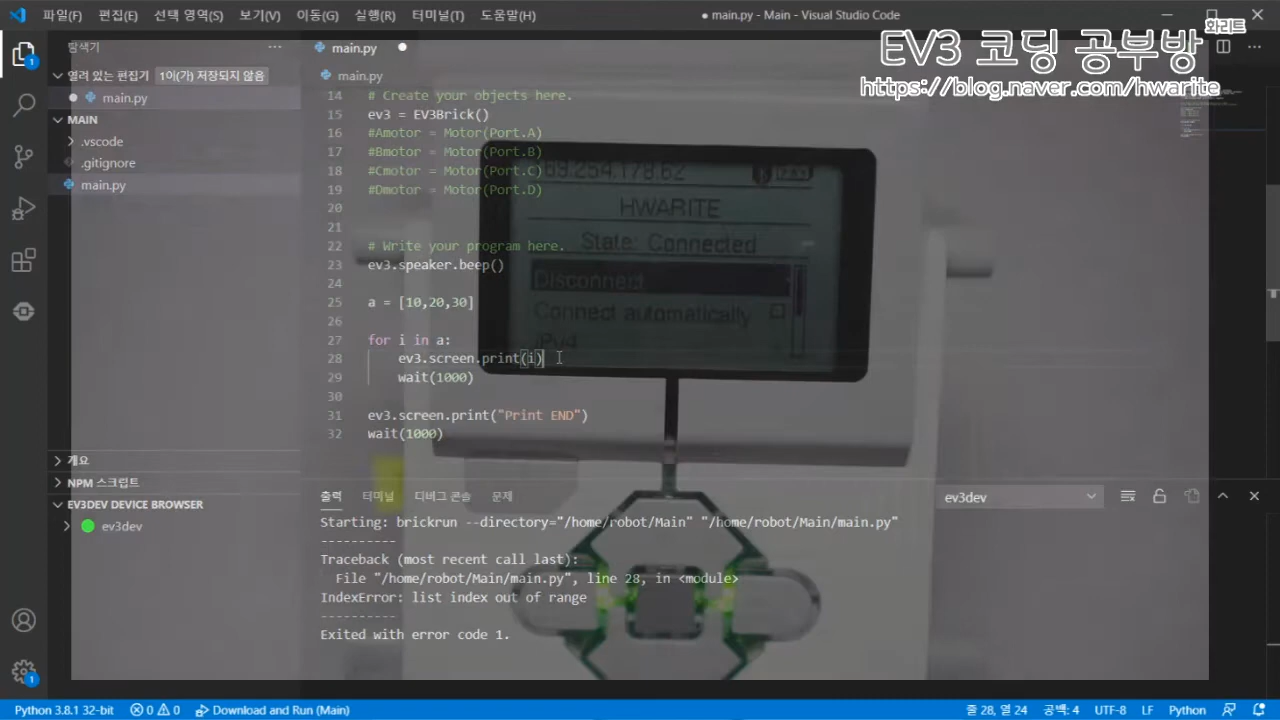 파일(F) 편집(E) 선택 영역(S) 보기(V) 이동(G) 실행(R) 터미널(T) 도움말(H) ● main.py - Main - Visual Studio Code
화리트
EV3 코딩 공부방
https://blog.naver.com/hwarite
탐색기 ···
main.py
열려 있는 편집기 1이(가) 저장되지 않음
main.py
MAIN
.vscode
.gitignore
main.py
개요
NPM 스크립트
EV3DEV DEVICE BROWSER
ev3dev
main.py
14 # Create your objects here.
15 ev3 = EV3Brick()
16 #Amotor = Motor(Port.A)
17 #Bmotor = Motor(Port.B)
18 #Cmotor = Motor(Port.C)
19 #Dmotor = Motor(Port.D)
20
21
22 # Write your program here.
23 ev3.speaker.beep()
24
25 a = [10,20,30]
26
27 for i in a:
28 ev3.screen.print(i)
29 wait(1000)
30
31 ev3.screen.print("Print END")
32 wait(1000)
HWARITE
State: Connected
Disconnect
Connect automatically
IPv4
출력 터미널 디버그 콘솔 문제 ev3dev
Starting: brickrun --directory="/home/robot/Main" "/home/robot/Main/main.py"
----------
Traceback (most recent call last):
File "/home/robot/Main/main.py", line 28, in <module>
IndexError: list index out of range
----------
Exited with error code 1.
Python 3.8.1 32-bit 0 0 Download and Run (Main) 줄 28, 열 24 공백: 4 UTF-8 LF Python